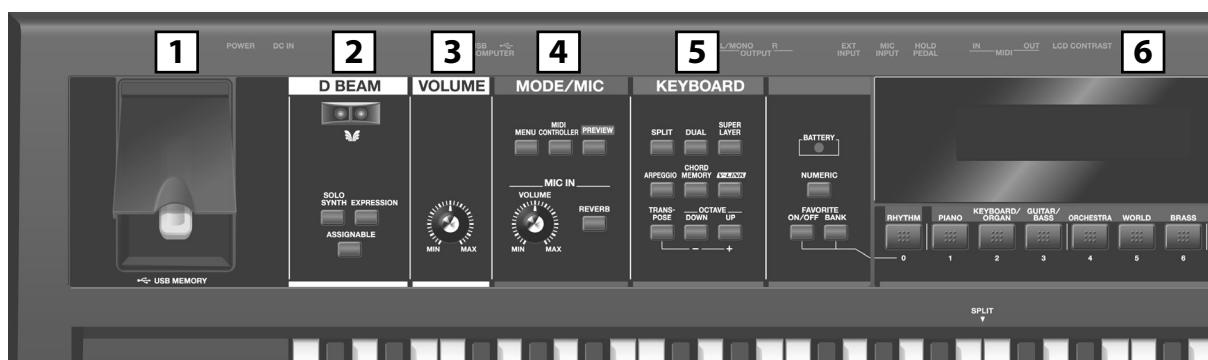 1 2 3 4 5 6
POWER DC IN
L/MONO R
OUTPUT
EXT
INPUT
MIC
INPUT
HOLD
PEDAL
IN OUT
MIDI
LCD CONTRAST
D BEAM
VOLUME
MODE/MIC
KEYBOARD
USB MEMORY
SOLO
SYNTH EXPRESSION
ASSIGNABLE
MIN MAX
MENU
MIDI
CONTROLLER
PREVIEW
MIC IN
VOLUME
REVERB
MIN MAX
SPLIT DUAL
SUPER
LAYER
ARPEGGIO
CHORD
MEMORY
V-LINK
TRANS-
POSE
OCTAVE
DOWN UP
– +
BATTERY
NUMERIC
FAVORITE
ON/OFF BANK
RHYTHM
PIANO
KEYBOARD/
ORGAN
GUITAR/
BASS
ORCHESTRA
WORLD
BRASS
0 1 2 3 4 5 6
SPLIT